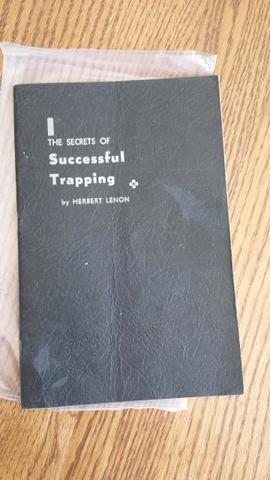 THE SECRETS OF
Successful
Trapping
by HERBERT LENON